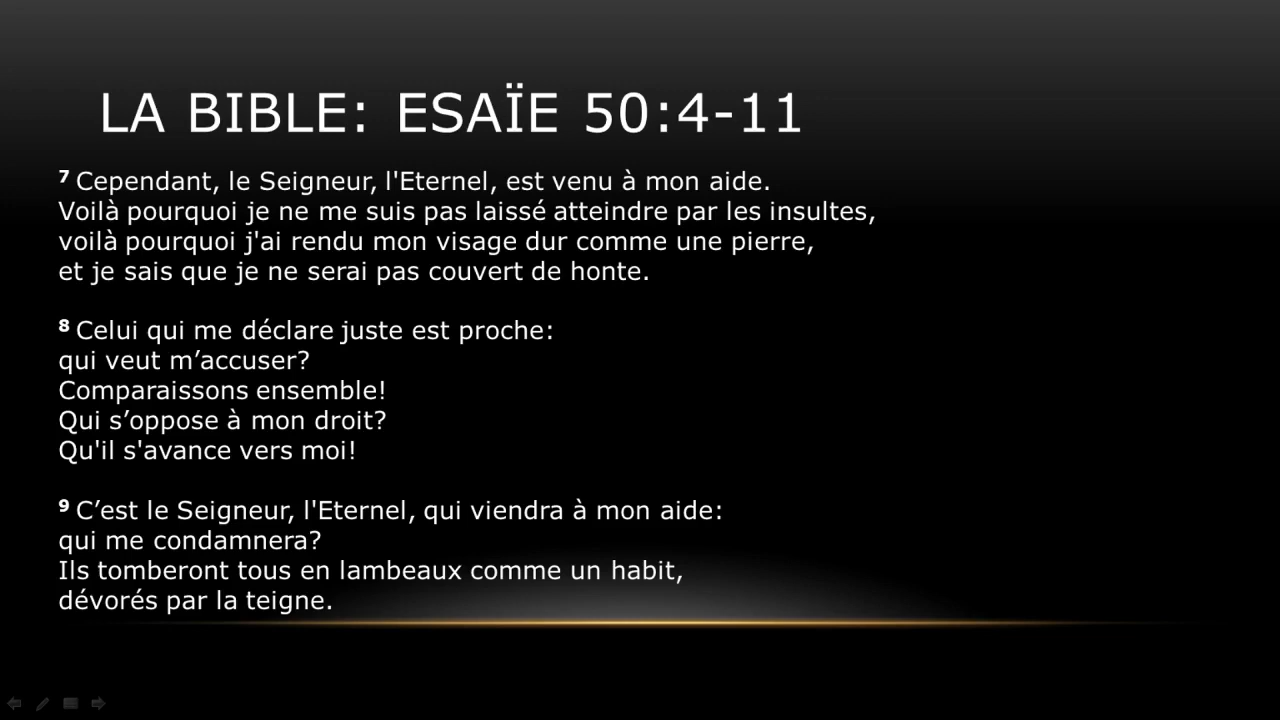 LA BIBLE: ESAÏE 50:4-11
7 Cependant, le Seigneur, l'Eternel, est venu à mon aide.
Voilà pourquoi je ne me suis pas laissé atteindre par les insultes,
voilà pourquoi j'ai rendu mon visage dur comme une pierre,
et je sais que je ne serai pas couvert de honte.
8 Celui qui me déclare juste est proche:
qui veut m’accuser?
Comparaissons ensemble!
Qui s’oppose à mon droit?
Qu'il s'avance vers moi!
9 C’est le Seigneur, l'Eternel, qui viendra à mon aide:
qui me condamnera?
Ils tomberont tous en lambeaux comme un habit,
dévorés par la teigne.